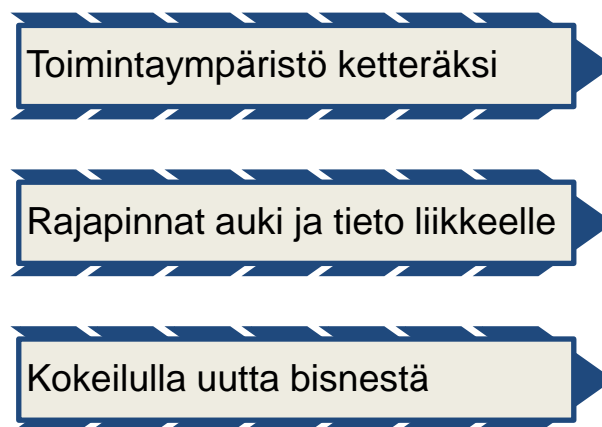 Toimintaympäristö ketteräksi
Rajapinnat auki ja tieto liikkeelle
Kokeilulla uutta bisnestä